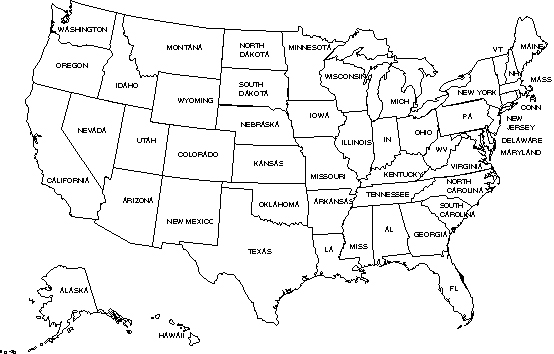 WASHINGTON
OREGON
CALIFORNIA
NEVADA
IDAHO
MONTANA
WYOMING
UTAH
COLORADO
ARIZONA
NEW MEXICO
NORTH
DAKOTA
SOUTH
DAKOTA
NEBRASKA
KANSAS
OKLAHOMA
TEXAS
MINNESOTA
IOWA
MISSOURI
ARKANSAS
LA
WISCONSIN
ILLINOIS
MICH
IN
OHIO
KENTUCKY
TENNESSEE
MISS
AL
GEORGIA
FL
SOUTH
CAROLINA
NORTH
CAROLINA
VIRGINIA
WV
PA
NEW YORK
VT
NH
MAINE
MASS
CONN
NEW
JERSEY
DELAWARE
MARYLAND
ALASKA
HAWAII